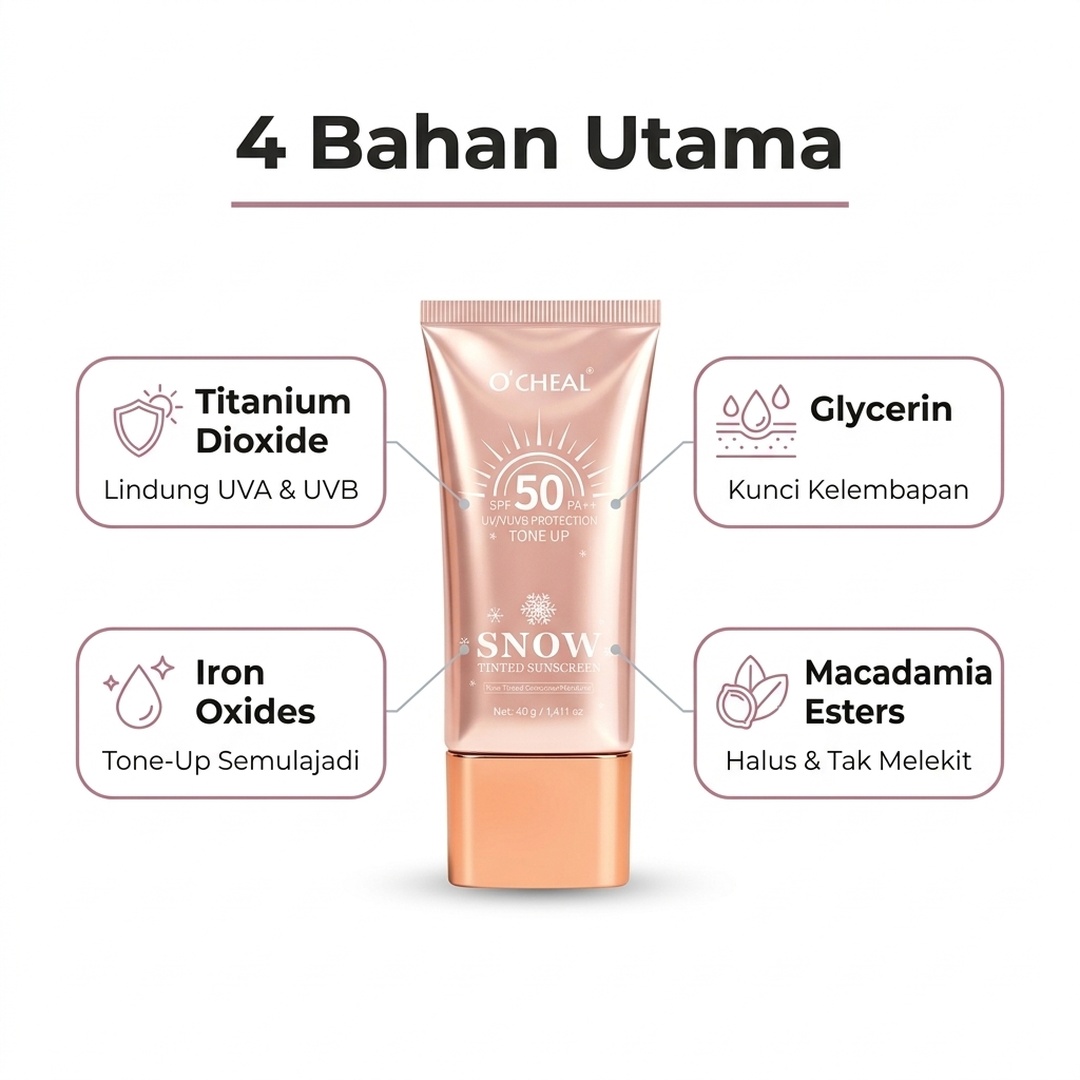 4 Bahan Utama
Titanium
Dioxide
Lindung UVA & UVB
Glycerin
Kunci Kelembapan
O'CHEAL®
SPF 50 PA++
UV/VUVB PROTECTION
TONE UP
SNOW
TINTED SUNSCREEN
Net: 40 g / 1,411 oz
Iron
Oxides
Tone-Up Semulajadi
Macadamia
Esters
Halus & Tak Melekit